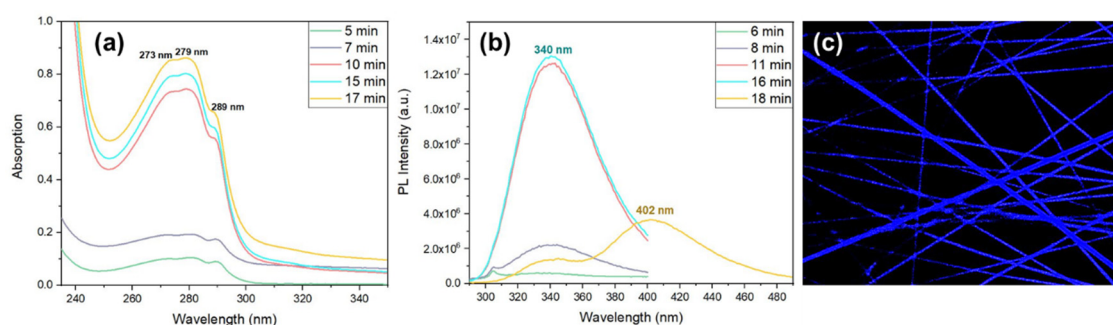 (a)
5 min
7 min
10 min
15 min
17 min
273 nm
279 nm
289 nm
1.0
0.8
0.6
0.4
0.2
0.0
Absorption
240 260 280 300 320 340
Wavelength (nm)
(b)
340 nm
6 min
8 min
11 min
16 min
18 min
402 nm
1.4x10⁷
1.2x10⁷
1.0x10⁷
8.0x10⁶
6.0x10⁶
4.0x10⁶
2.0x10⁶
0.0
PL Intensity (a.u.)
300 320 340 360 380 400 420 440 460 480
Wavelength (nm)
(c)